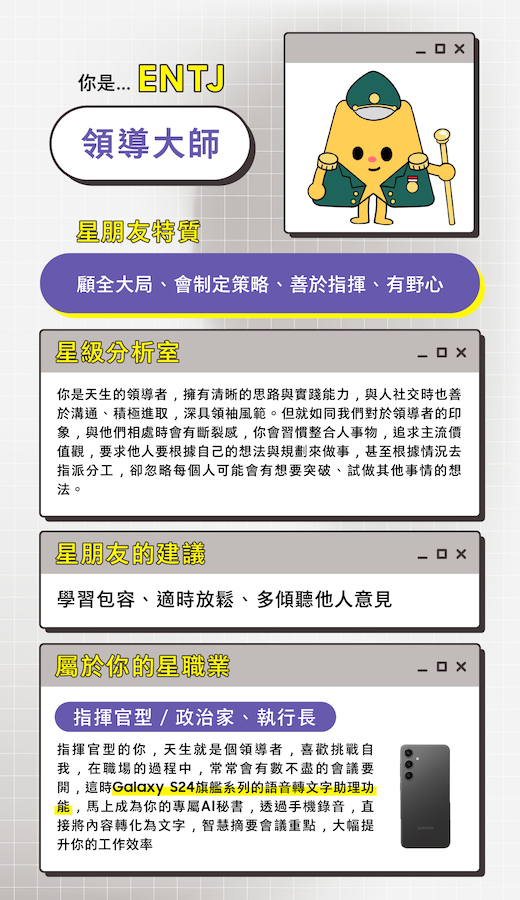 你是... ENTJ
領導大師
星朋友特質
顧全大局、會制定策略、善於指揮、有野心
星級分析室
你是天生的領導者，擁有清晰的思路與實踐能力，與人社交時也善
於溝通、積極進取，深具領袖風範。但就如同我們對於領導者的印
象，與他們相處時會有斷裂感，你會習慣整合人事物，追求主流價
值觀，要求他人要根據自己的想法與規劃來做事，甚至根據情況去
指派分工，卻忽略每個人可能會有想要突破、試做其他事情的想
法。
星朋友的建議
學習包容、適時放鬆、多傾聽他人意見
屬於你的星職業
指揮官型 / 政治家、執行長
指揮官型的你，天生就是個領導者，喜歡挑戰自
我，在職場的過程中，常常會有數不盡的會議要
開，這時Galaxy S24旗艦系列的語音轉文字助理功
能，馬上成為你的專屬AI秘書，透過手機錄音，直
接將內容轉化為文字，智慧摘要會議重點，大幅提
升你的工作效率
SAMSUNG